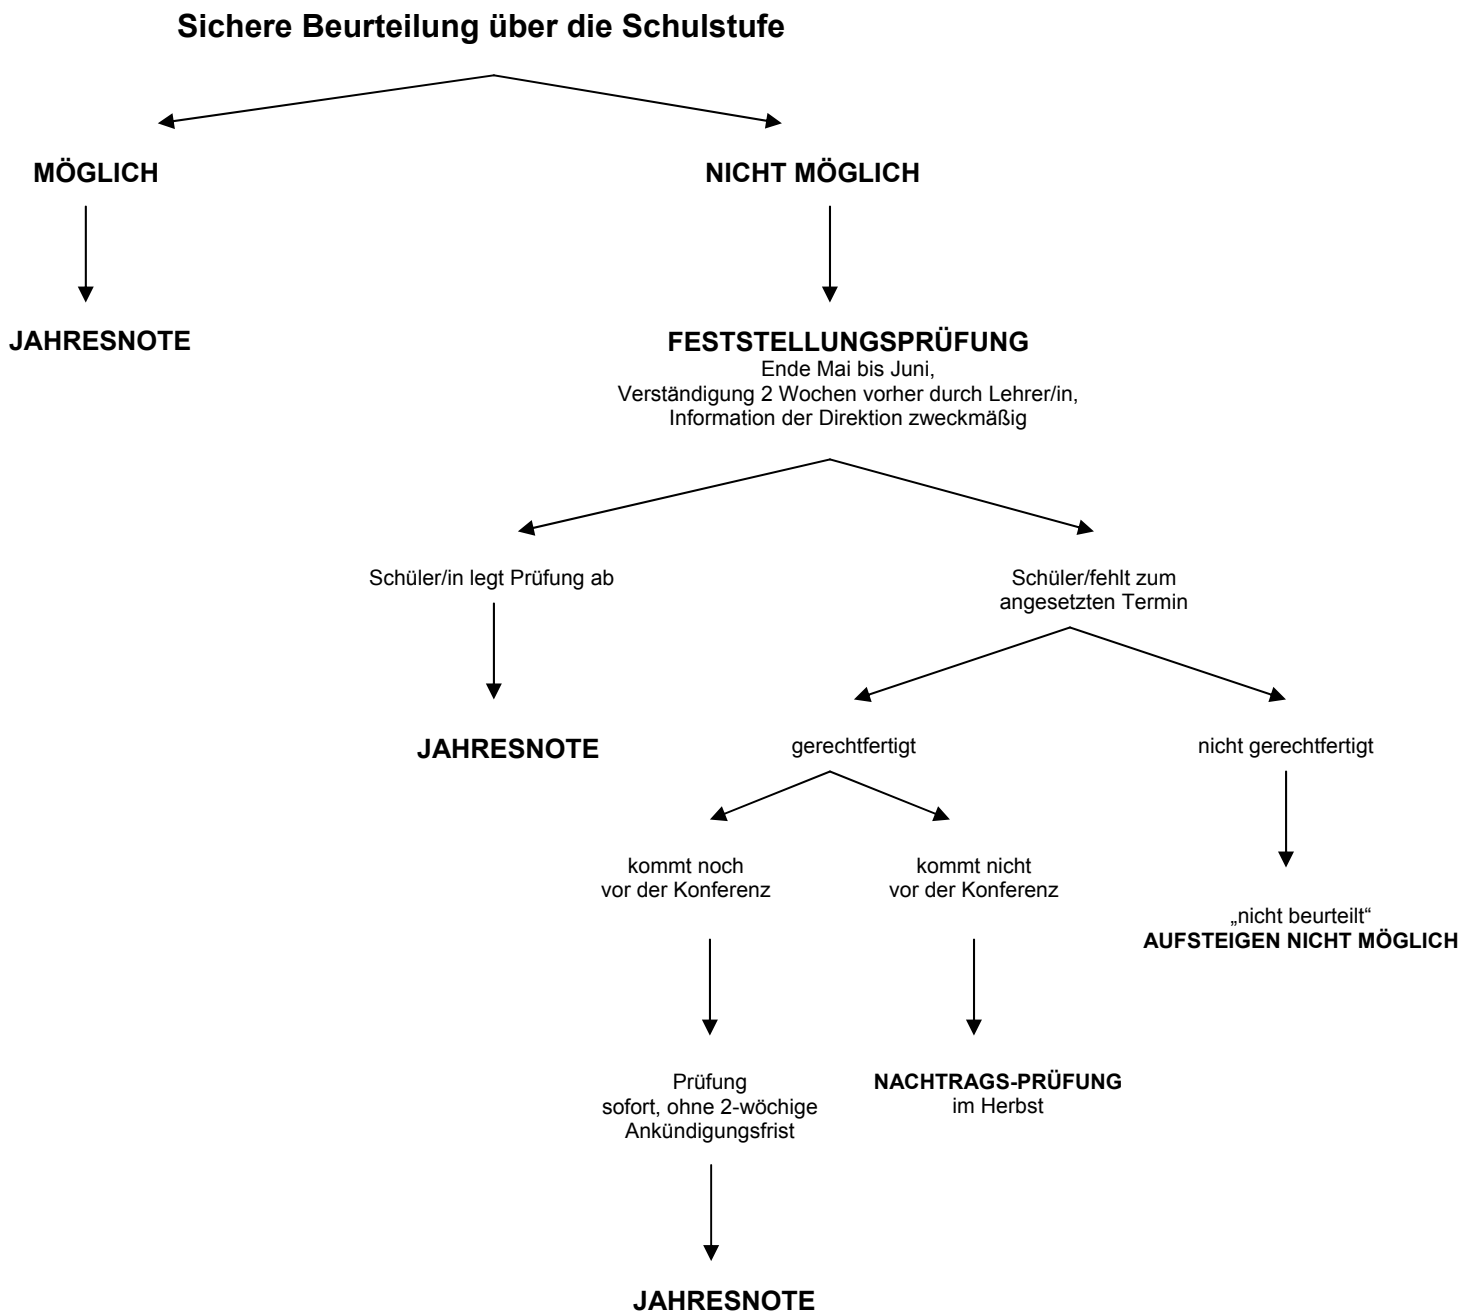 Sichere Beurteilung über die Schulstufe
MÖGLICH
NICHT MÖGLICH
JAHRESNOTE
FESTSTELLUNGSPRÜFUNG
Ende Mai bis Juni,
Verständigung 2 Wochen vorher durch Lehrer/in,
Information der Direktion zweckmäßig
Schüler/in legt Prüfung ab
Schüler/fehlt zum
angesetzten Termin
JAHRESNOTE
gerechtfertigt
nicht gerechtfertigt
kommt noch
vor der Konferenz
kommt nicht
vor der Konferenz
„nicht beurteilt“
AUFSTEIGEN NICHT MÖGLICH
Prüfung
sofort, ohne 2-wöchige
Ankündigungsfrist
NACHTRAGS-PRÜFUNG
im Herbst
JAHRESNOTE